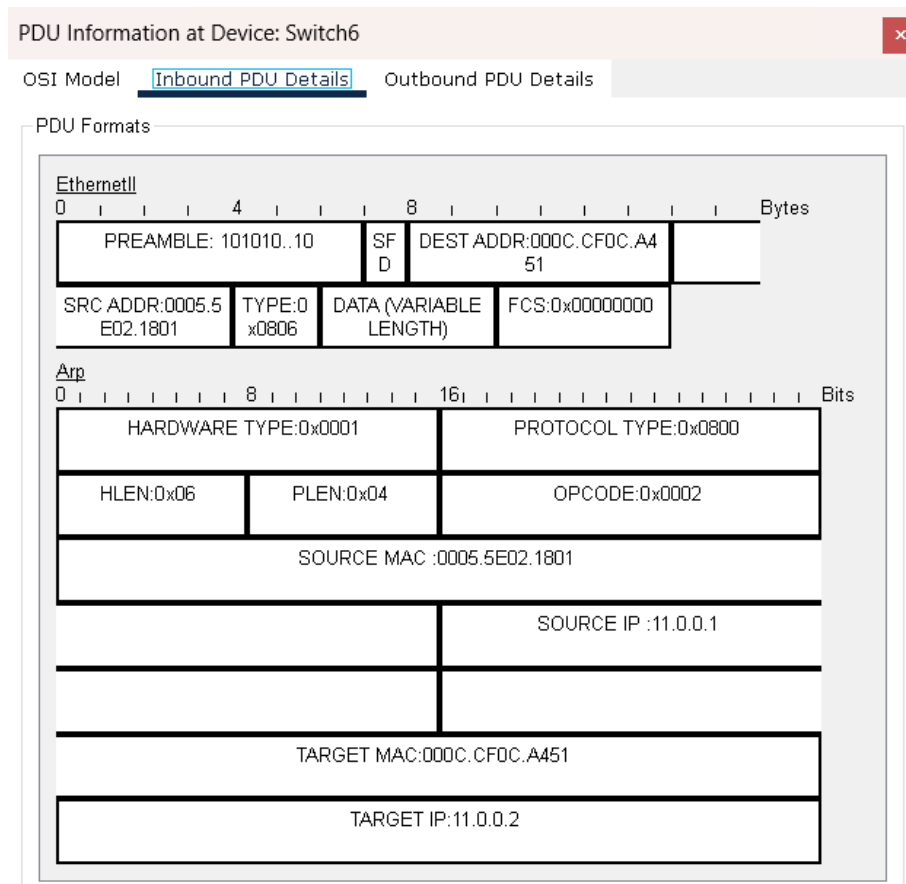 PDU Information at Device: Switch6
×
OSI Model Inbound PDU Details Outbound PDU Details
PDU Formats
EthernetII
0 4 8 Bytes
PREAMBLE: 101010..10 SF DEST ADDR:000C.CF0C.A4
D 51
SRC ADDR:0005.5 TYPE:0 DATA (VARIABLE FCS:0x00000000
E02.1801 x0806 LENGTH)
Arp
0 8 16 Bits
HARDWARE TYPE:0x0001 PROTOCOL TYPE:0x0800
HLEN:0x06 PLEN:0x04 OPCODE:0x0002
SOURCE MAC :0005.5E02.1801
SOURCE IP :11.0.0.1
TARGET MAC:000C.CF0C.A451
TARGET IP:11.0.0.2